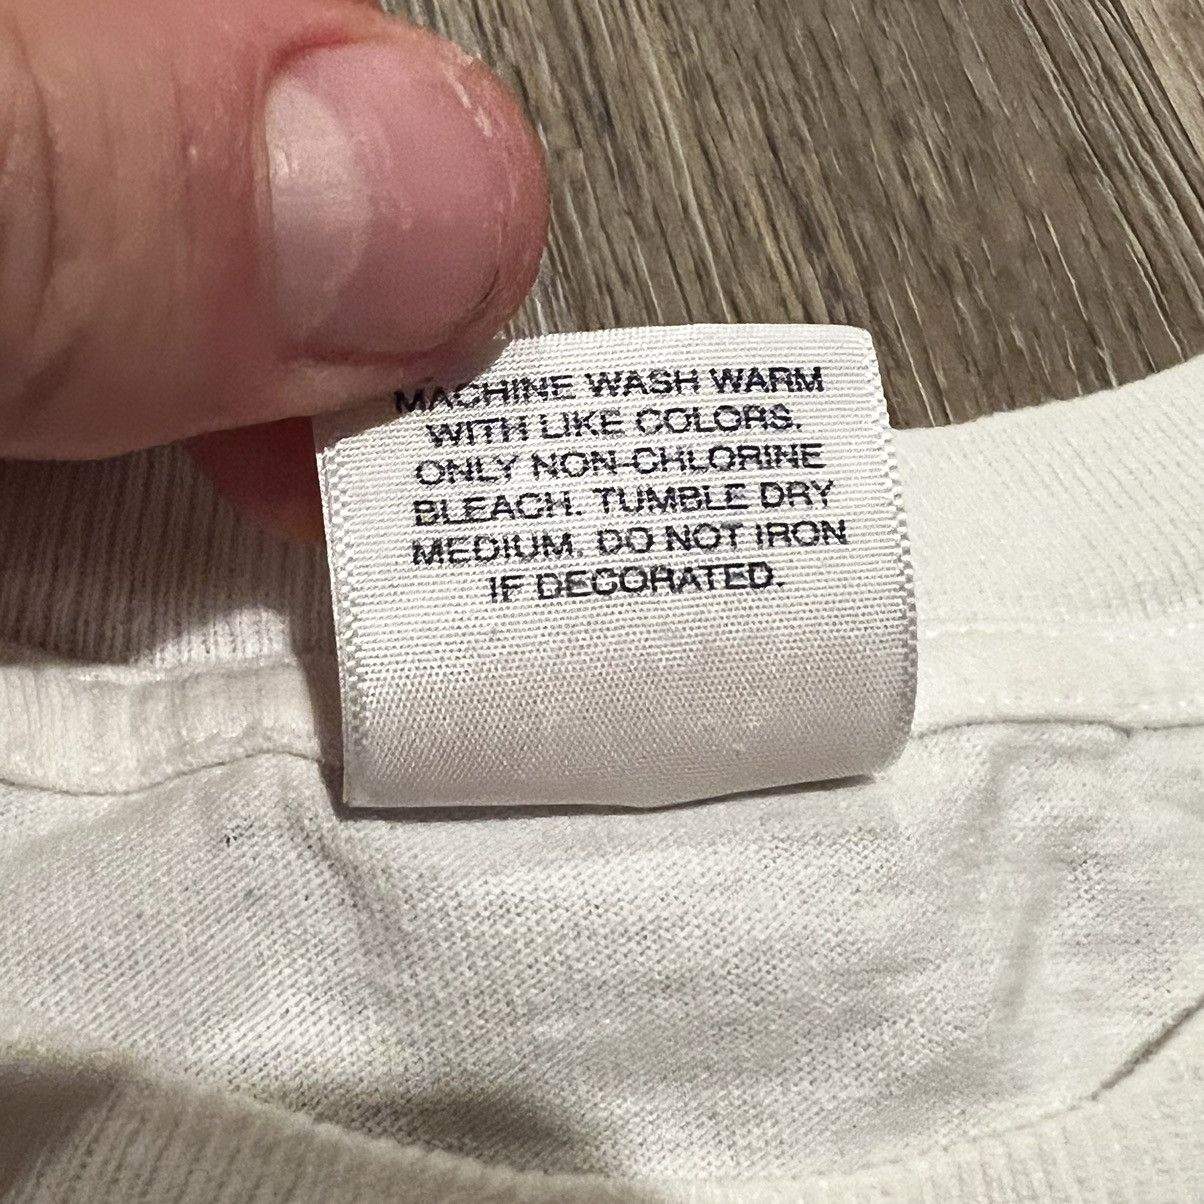 MACHINE WASH WARM
WITH LIKE COLORS.
ONLY NON-CHLORINE
BLEACH. TUMBLE DRY
MEDIUM. DO NOT IRON
IF DECORATED.